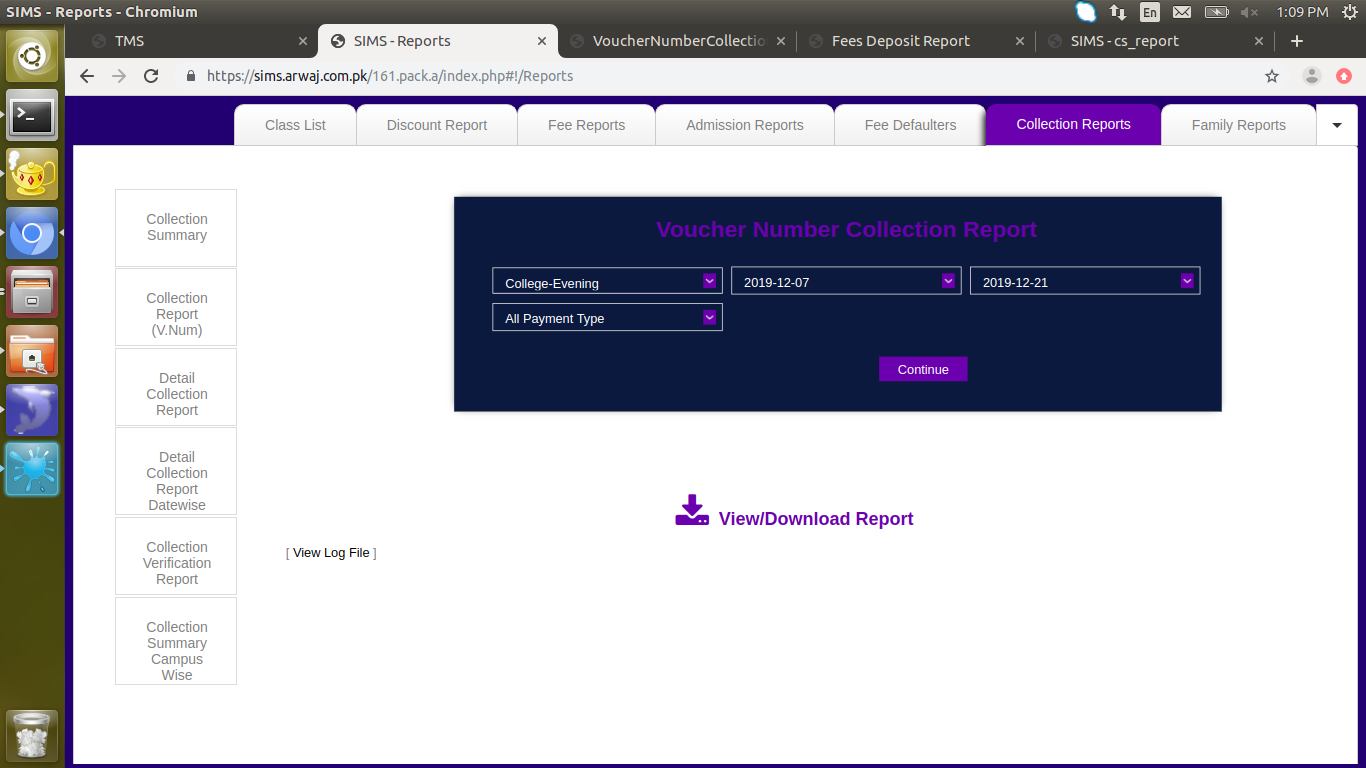 SIMS - Reports - Chromium
En
1:09 PM
TMS
SIMS - Reports
VoucherNumberCollectio
Fees Deposit Report
SIMS - cs_report
https://sims.arwaj.com.pk/161.pack.a/index.php#!/Reports
Class List
Discount Report
Fee Reports
Admission Reports
Fee Defaulters
Collection Reports
Family Reports
Collection
Summary
Collection
Report
(V.Num)
Detail
Collection
Report
Detail
Collection
Report
Datewise
Collection
Verification
Report
Collection
Summary
Campus
Wise
Voucher Number Collection Report
College-Evening
2019-12-07
2019-12-21
All Payment Type
Continue
View/Download Report
[ View Log File ]